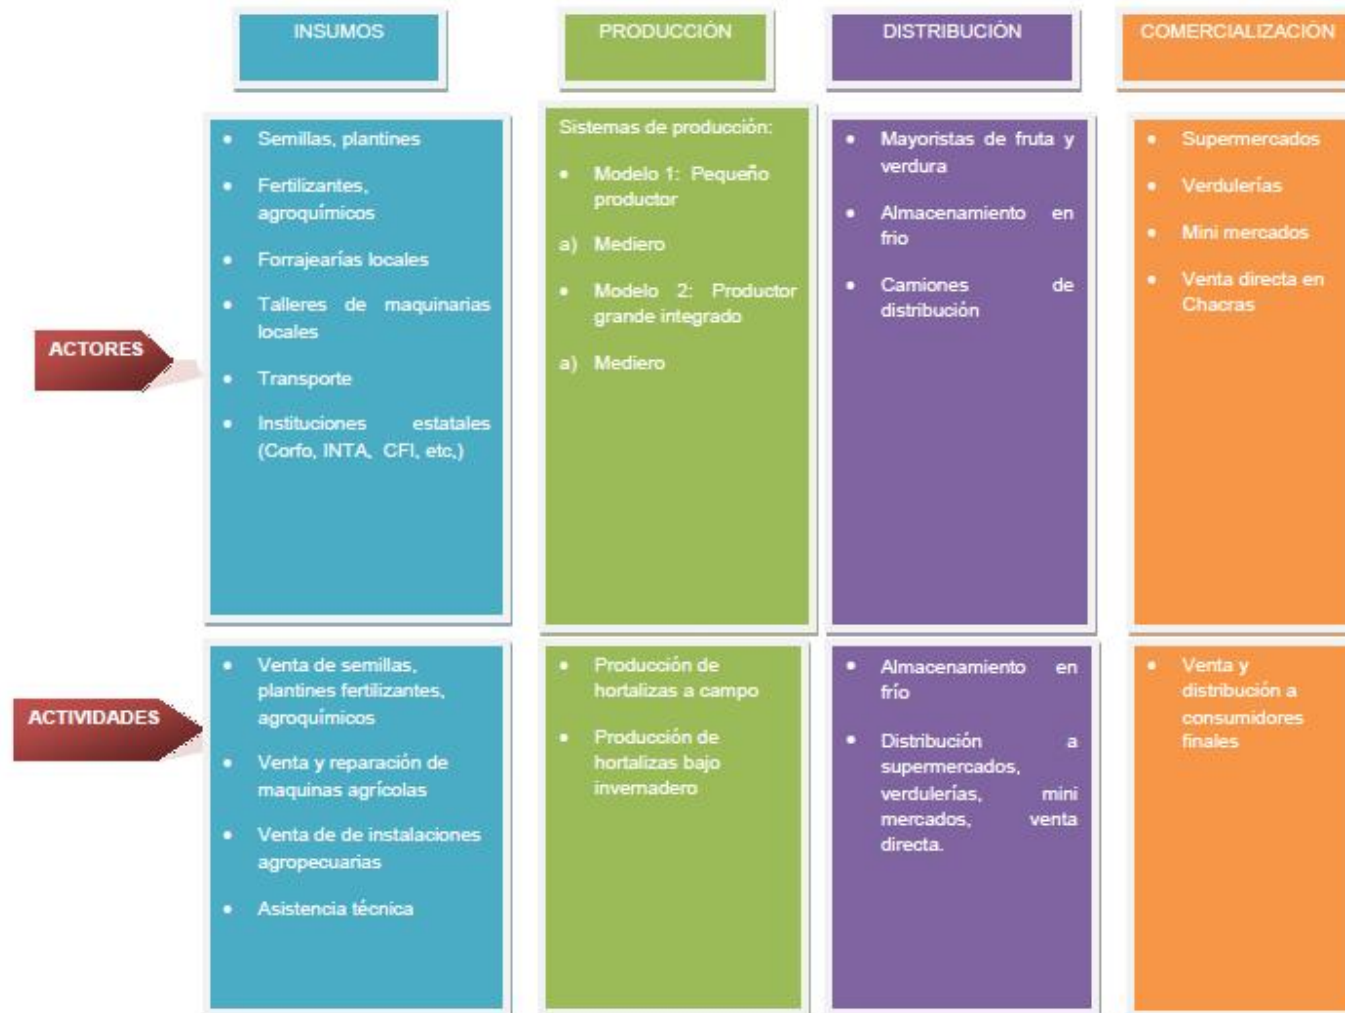 INSUMOS
PRODUCCIÓN
DISTRIBUCIÓN
COMERCIALIZACIÓN
ACTORES
• Semillas, plantines
• Fertilizantes,
agroquímicos
• Forrajearías locales
• Talleres de maquinarias
locales
• Transporte
• Instituciones estatales
(Corfo, INTA, CFI, etc,)
Sistemas de producción:
• Modelo 1: Pequeño
productor
a) Mediero
• Modelo 2: Productor
grande integrado
a) Mediero
• Mayoristas de fruta y
verdura
• Almacenamiento en
frio
• Camiones de
distribución
• Supermercados
• Verdulerías
• Mini mercados
• Venta directa en
Chacras
ACTIVIDADES
• Venta de semillas,
plantines fertilizantes,
agroquímicos
• Venta y reparación de
maquinas agrícolas
• Venta de de instalaciones
agropecuarias
• Asistencia técnica
• Producción de
hortalizas a campo
• Producción de
hortalizas bajo
invernadero
• Almacenamiento en
frío
• Distribución a
supermercados,
verdulerías, mini
mercados, venta
directa.
• Venta y
distribución a
consumidores
finales